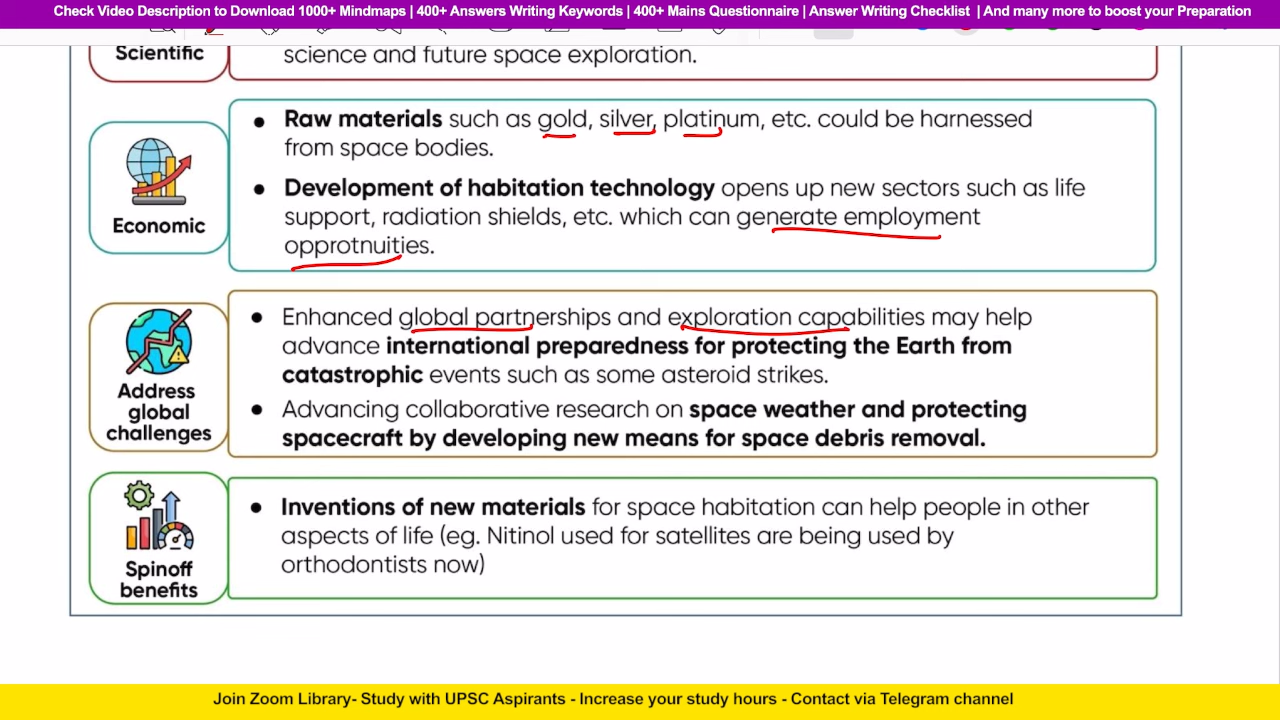 Check Video Description to Download 1000+ Mindmaps | 400+ Answers Writing Keywords | 400+ Mains Questionnaire | Answer Writing Checklist | And many more to boost your Preparation
Scientific
science and future space exploration.
Economic
● Raw materials such as gold, silver, platinum, etc. could be harnessed
from space bodies.
● Development of habitation technology opens up new sectors such as life
support, radiation shields, etc. which can generate employment
opprotnuities.
Address
global
challenges
● Enhanced global partnerships and exploration capabilities may help
advance international preparedness for protecting the Earth from
catastrophic events such as some asteroid strikes.
● Advancing collaborative research on space weather and protecting
spacecraft by developing new means for space debris removal.
Spinoff
benefits
● Inventions of new materials for space habitation can help people in other
aspects of life (eg. Nitinol used for satellites are being used by
orthodontists now)
Join Zoom Library- Study with UPSC Aspirants - Increase your study hours - Contact via Telegram channel